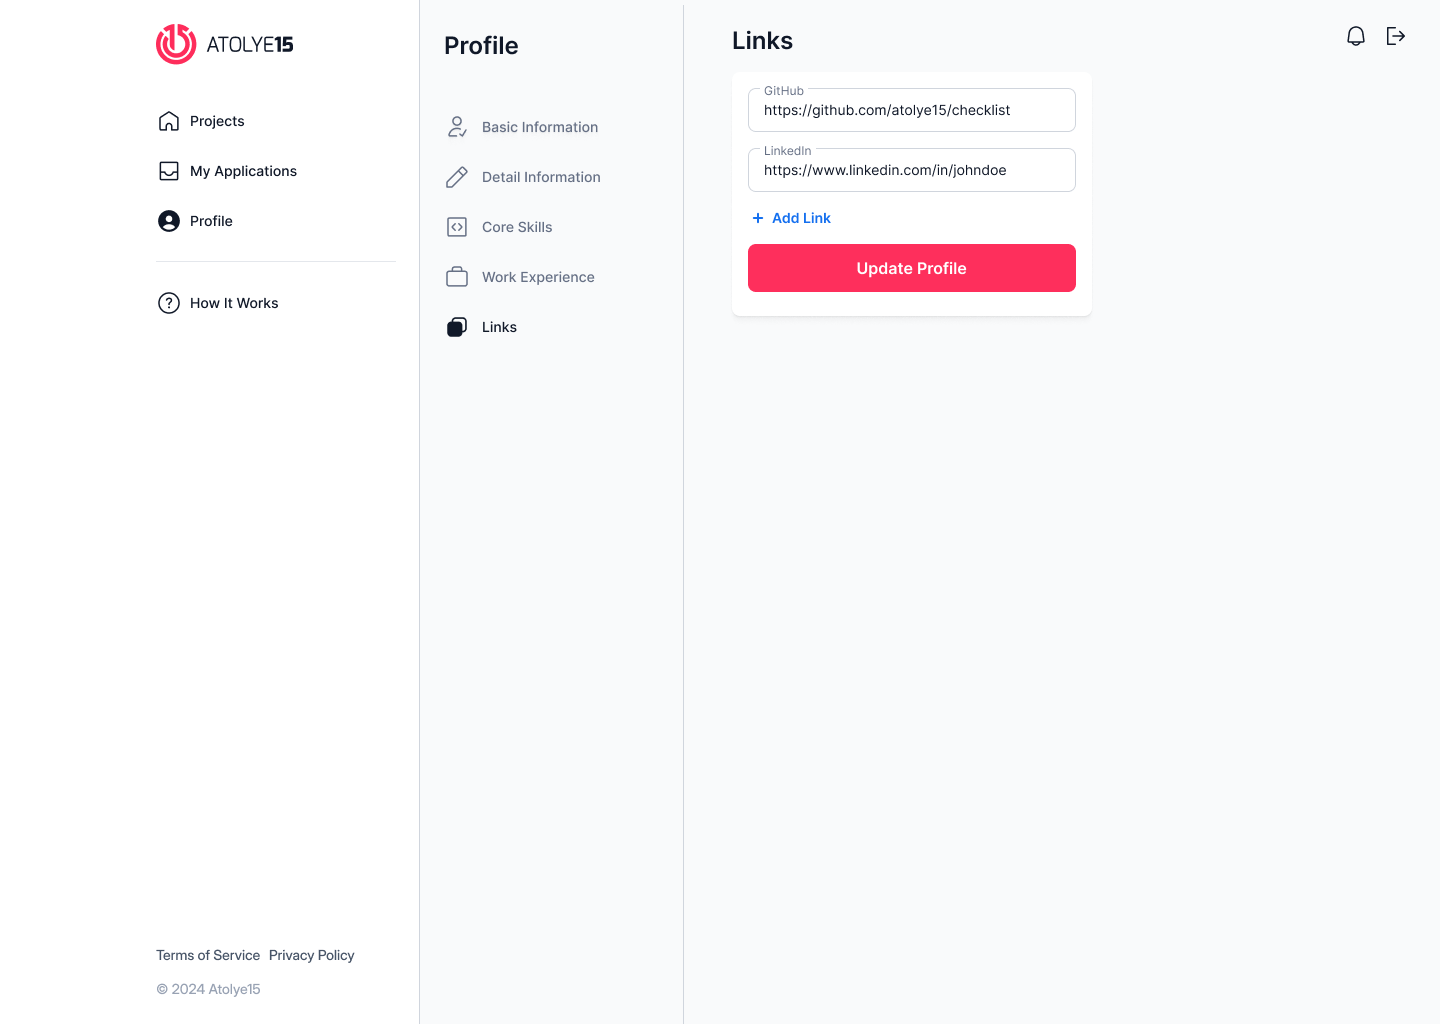 ATOLYE15
Projects
My Applications
Profile
How It Works
Terms of Service Privacy Policy
© 2024 Atolye15
Profile
Basic Information
Detail Information
Core Skills
Work Experience
Links
Links
GitHub
https://github.com/atolye15/checklist
LinkedIn
https://www.linkedin.com/in/johndoe
+ Add Link
Update Profile